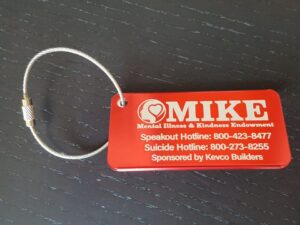 MIKE
Mental Illness & Kindness Endowment
Speakout Hotline: 800-423-8477
Suicide Hotline: 800-273-8255
Sponsored by Kevco Builders